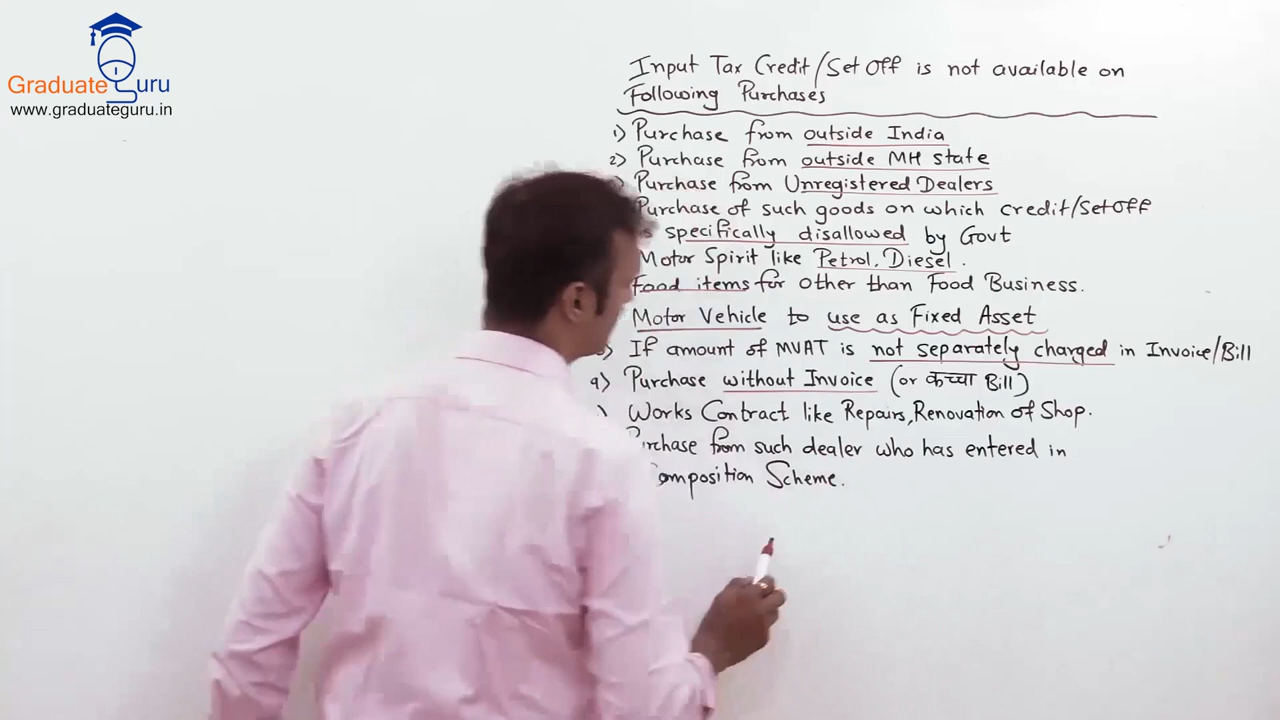 Graduate Guru
www.graduateguru.in
Input Tax Credit/Set Off is not available on
Following Purchases
1) Purchase from outside India
2) Purchase from outside MH state
) Purchase from Unregistered Dealers
Purchase of such goods on which credit/Set Off
specifically disallowed by Govt
Motor Spirit like Petrol, Diesel.
Food items for other than Food Business.
Motor Vehicle to use as Fixed Asset
) If amount of MVAT is not separately charged in Invoice/Bill
9) Purchase without Invoice (or कच्चा Bill)
) Works Contract like Repairs, Renovation of Shop.
urchase from such dealer who has entered in
omposition Scheme.